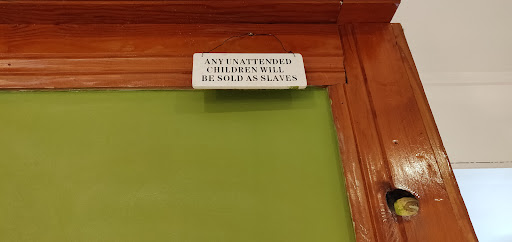 ANY UNATTENDED
CHILDREN WILL
BE SOLD AS SLAVES